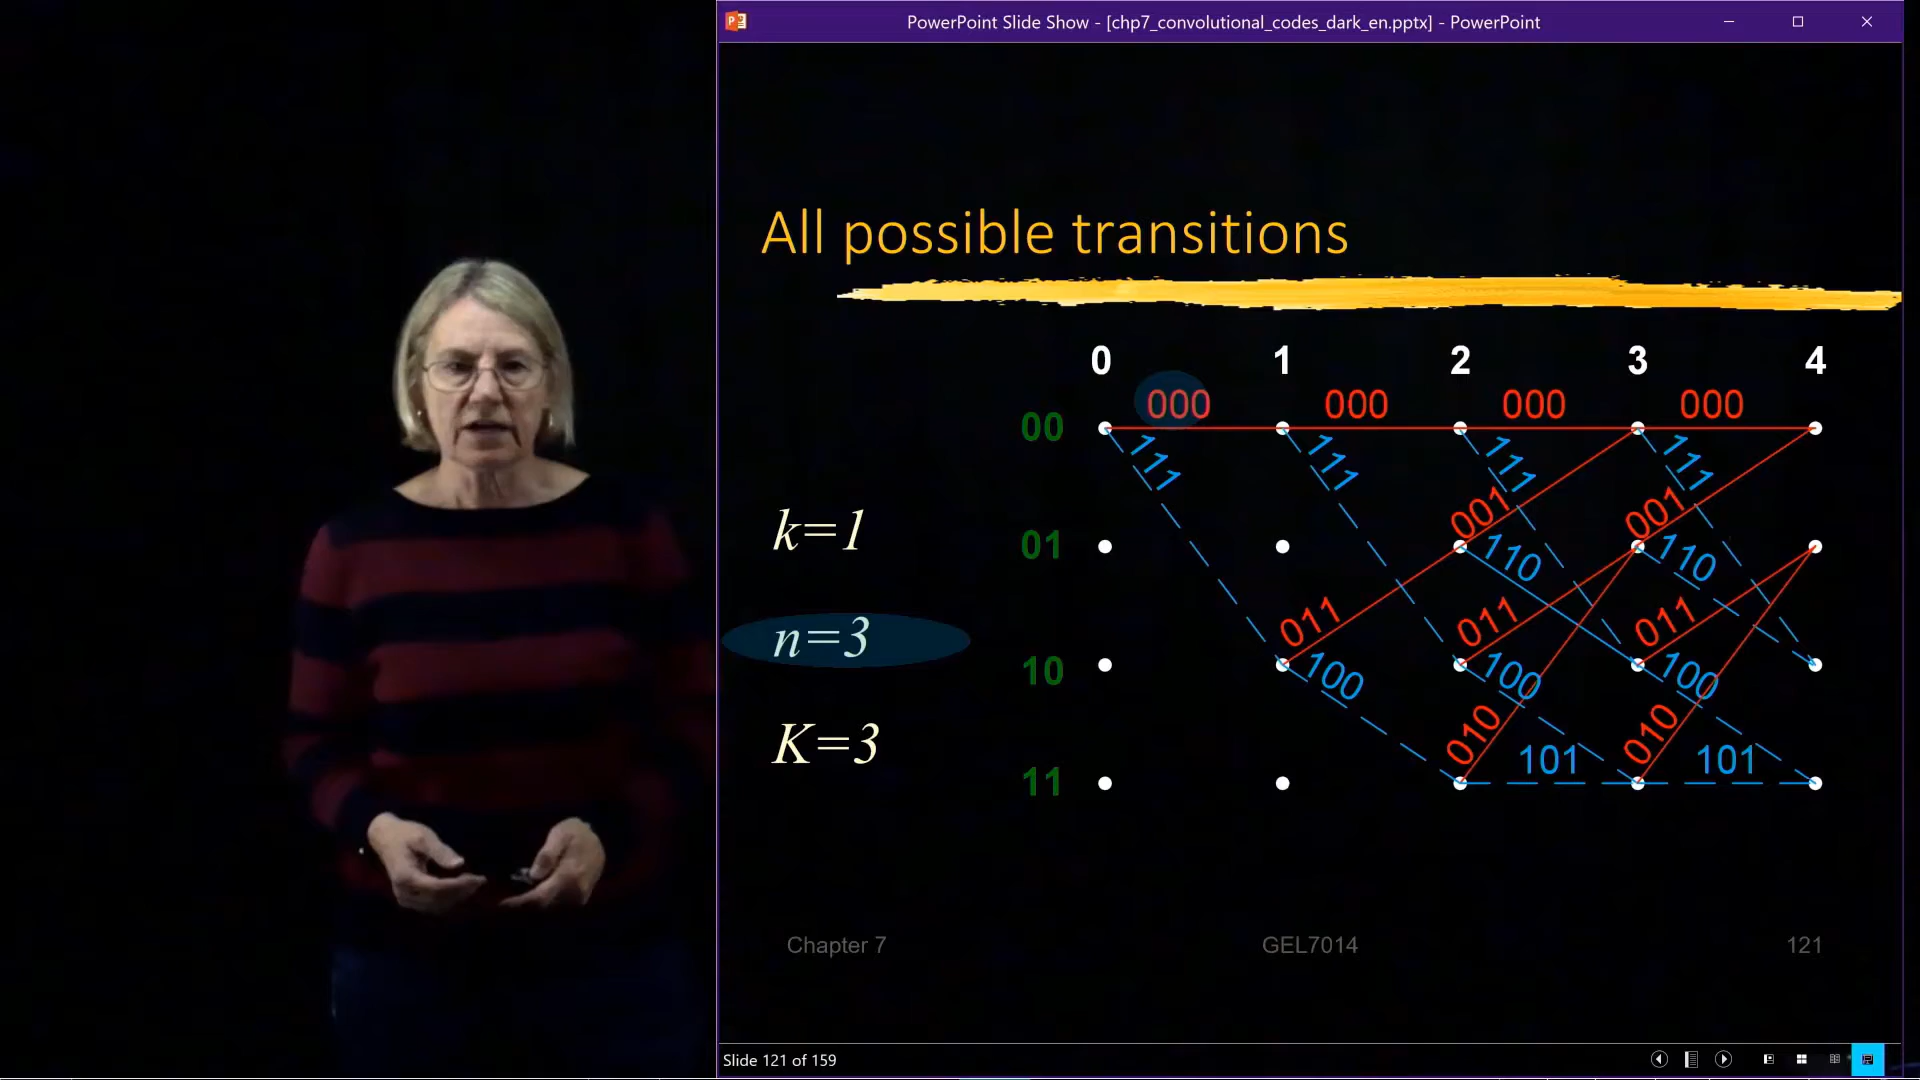 PowerPoint Slide Show - [chp7_convolutional_codes_dark_en.pptx] - PowerPoint
All possible transitions
0 1 2 3 4
000 000 000 000
00
111 111 111 111
001 001
k=1
01
110 110
n=3
011 011 011
10
100 100 100
K=3
010 010
101 101
11
Chapter 7 GEL7014 121
Slide 121 of 159